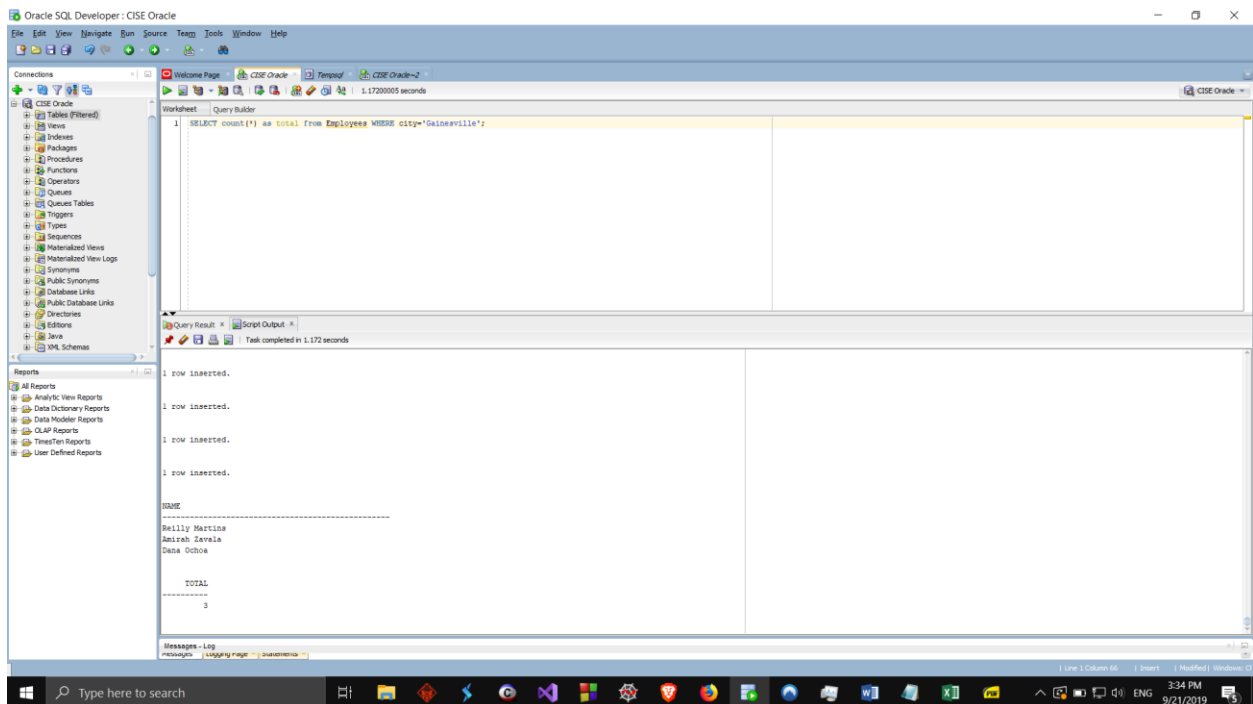 Oracle SQL Developer : CISE Oracle
File Edit View Navigate Run Source Team Tools Window Help
Connections
CISE Oracle
Tables (Filtered)
Views
Indexes
Packages
Procedures
Functions
Operators
Queues
Queues Tables
Triggers
Types
Sequences
Materialized Views
Materialized View Logs
Synonyms
Public Synonyms
Database Links
Public Database Links
Directories
Editions
Java
XML Schemas
Reports
All Reports
Analytic View Reports
Data Dictionary Reports
Data Modeler Reports
OLAP Reports
TimesTen Reports
User Defined Reports
Welcome Page CISE Oracle Tempsql CISE Oracle~2
1.17200005 seconds
CISE Oracle
Worksheet Query Builder
1 SELECT count(*) as total from Employees WHERE city='Gainesville';
Query Result Script Output
Task completed in 1.172 seconds
1 row inserted.
1 row inserted.
1 row inserted.
1 row inserted.
NAME
--------------------------------------------------
Reilly Martins
Amirah Zavala
Dana Ochoa
TOTAL
----------
3
Messages - Log
Messages Logging Page Statements
Line 1 Column 66 Insert Modified Windows: Cl
Type here to search
ENG
3:34 PM
9/21/2019
5